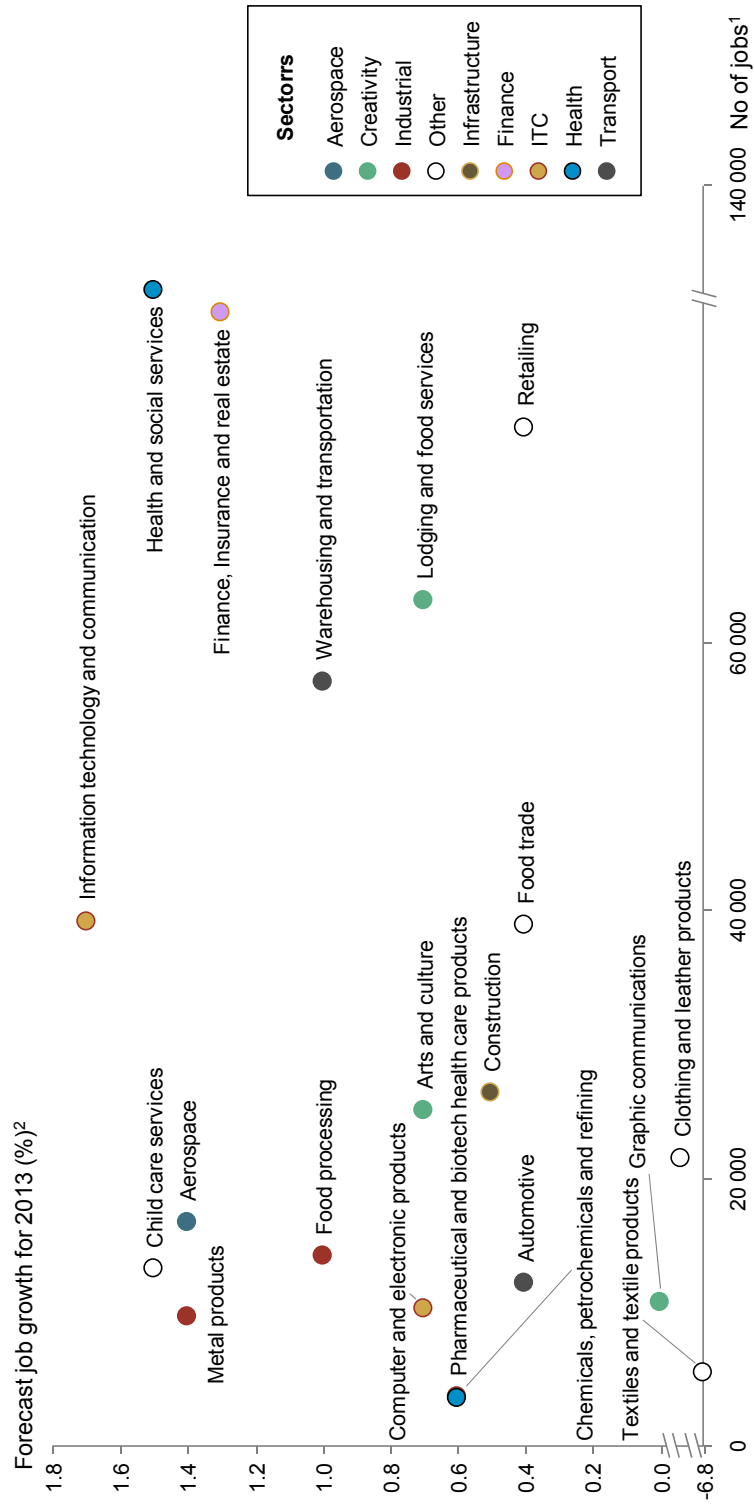 Forecast job growth for 2013 (%)²
1.8
1.6
1.4
1.2
1.0
0.8
0.6
0.4
0.2
0.0
-6.8
Information technology and communication
Child care services
Health and social services
Metal products
Aerospace
Finance, Insurance and real estate
Food processing
Warehousing and transportation
Computer and electronic products
Arts and culture
Lodging and food services
Pharmaceutical and biotech health care products
Construction
Automotive
Food trade
Retailing
Chemicals, petrochemicals and refining
Textiles and textile products
Graphic communications
Clothing and leather products
0
20 000
40 000
60 000
140 000
No of jobs¹
Sectorrs
Aerospace
Creativity
Industrial
Other
Infrastructure
Finance
ITC
Health
Transport